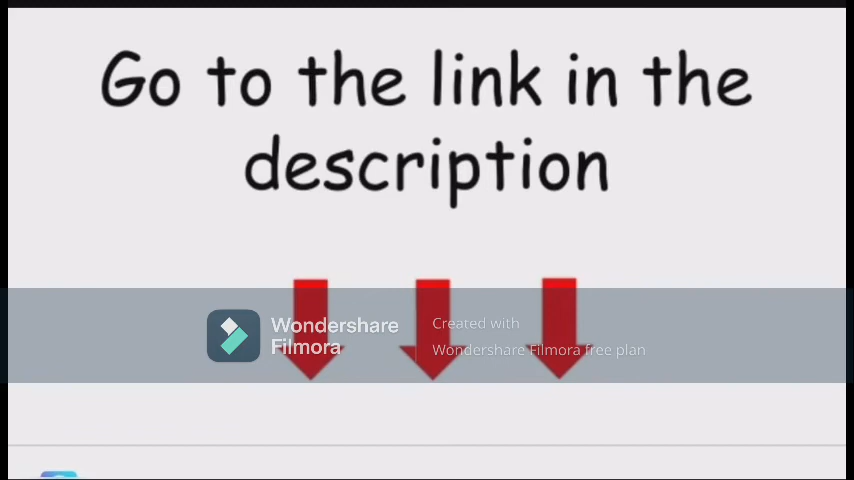 Go to the link in the
description
Wondershare
Filmora
Created with
Wondershare Filmora free plan